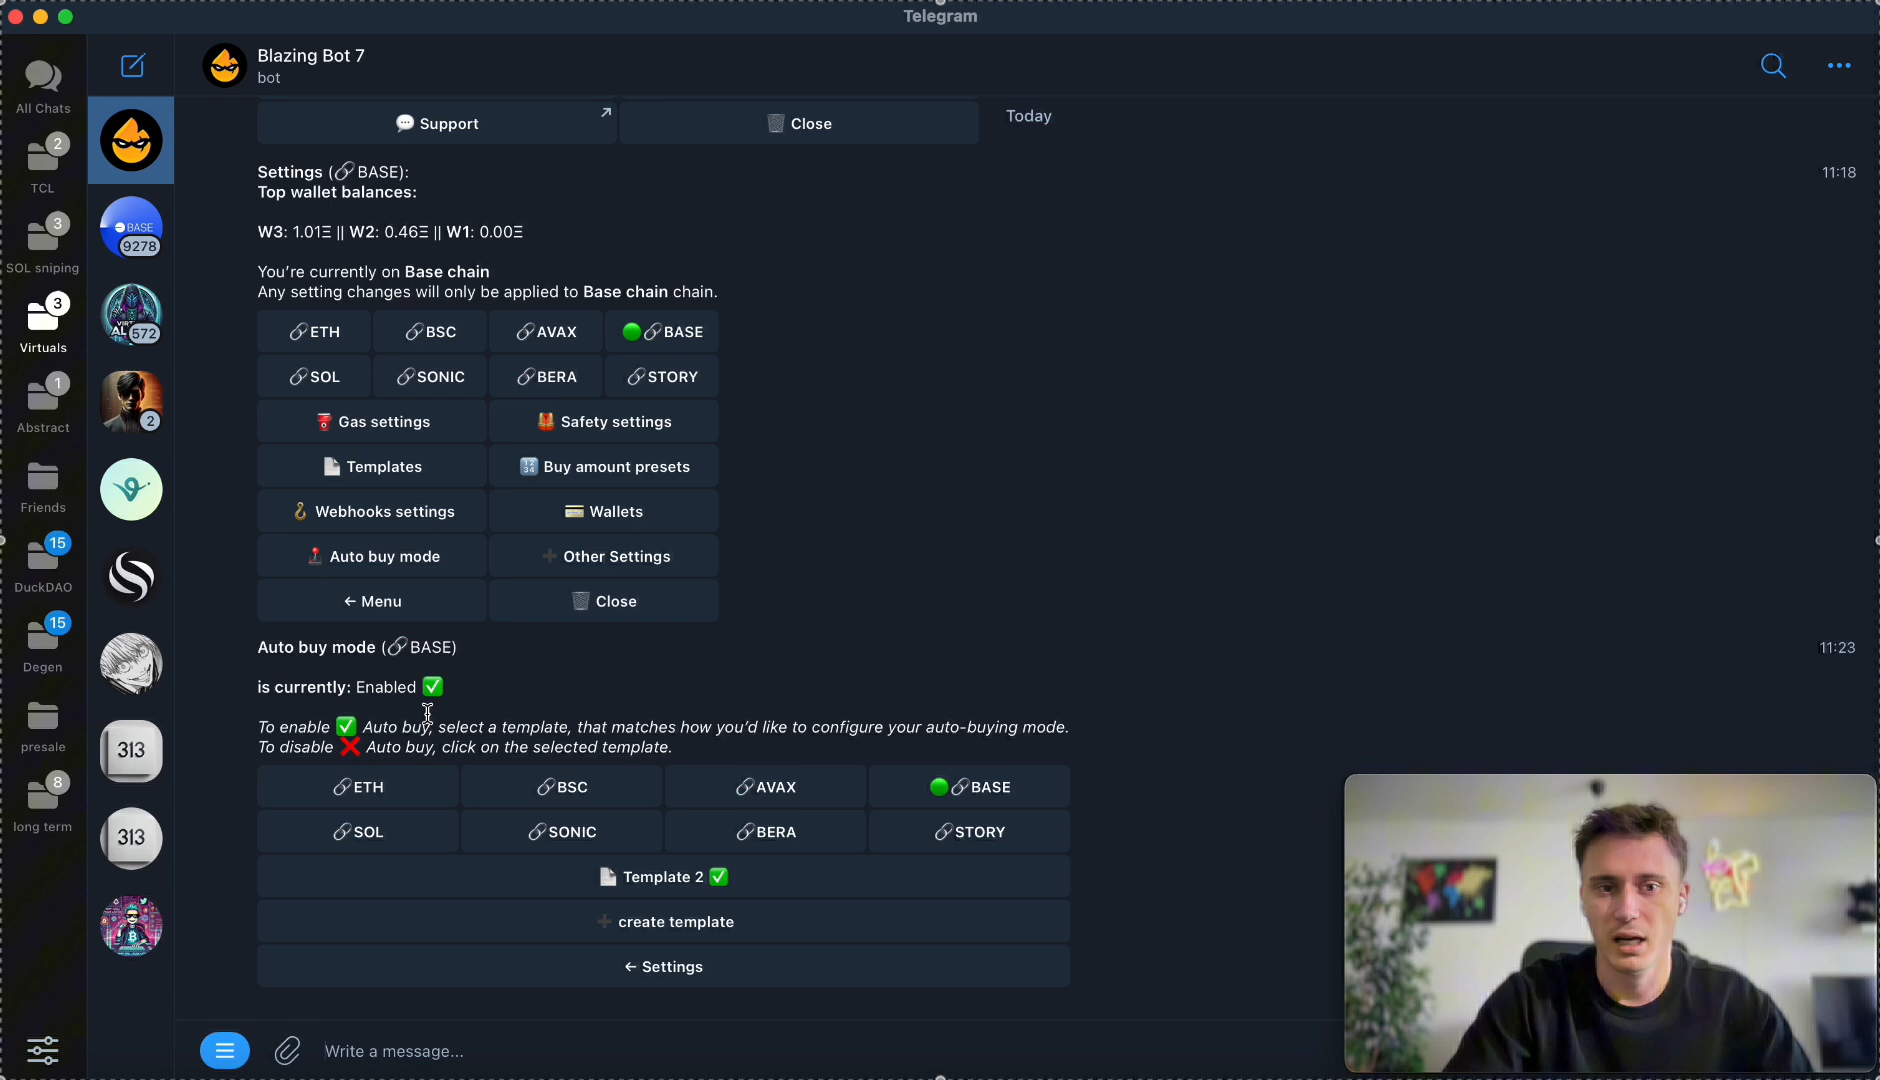 Telegram
All Chats
2
TCL
3
SOL sniping
3
Virtuals
1
Abstract
Friends
15
DuckDAO
15
Degen
presale
8
long term
BASE
9278
572
2
313
313
Blazing Bot 7
bot
💬 Support
🗑 Close
Today
Settings (🔗BASE):
11:18
Top wallet balances:
W3: 1.01Ξ || W2: 0.46Ξ || W1: 0.00Ξ
You're currently on Base chain
Any setting changes will only be applied to Base chain chain.
🔗ETH
🔗BSC
🔗AVAX
🟢🔗BASE
🔗SOL
🔗SONIC
🔗BERA
🔗STORY
Gas settings
🦺 Safety settings
📄 Templates
🔢 Buy amount presets
🪝 Webhooks settings
💳 Wallets
🕹 Auto buy mode
➕ Other Settings
← Menu
🗑 Close
Auto buy mode (🔗BASE)
11:23
is currently: Enabled ✅
To enable ✅ Auto buy, select a template, that matches how you'd like to configure your auto-buying mode.
To disable ❌ Auto buy, click on the selected template.
🔗ETH
🔗BSC
🔗AVAX
🟢🔗BASE
🔗SOL
🔗SONIC
🔗BERA
🔗STORY
📄 Template 2 ✅
➕ create template
← Settings
Write a message...